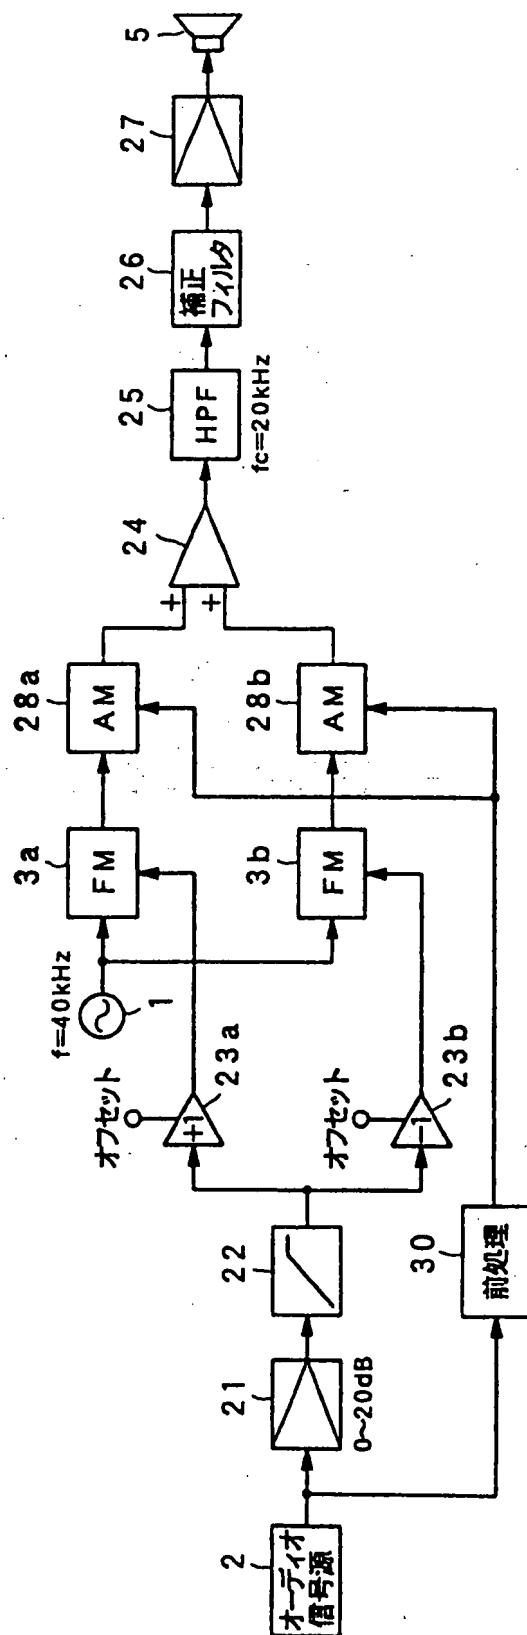 2
オーディオ
信号源
21
0~20dB
22
オフセット
+1
23a
オフセット
−1
23b
30
前処理
f=40kHz
1
3a
FM
3b
FM
28a
AM
28b
AM
+
+
24
25
HPF
fc=20kHz
26
補正
フィルタ
27
5